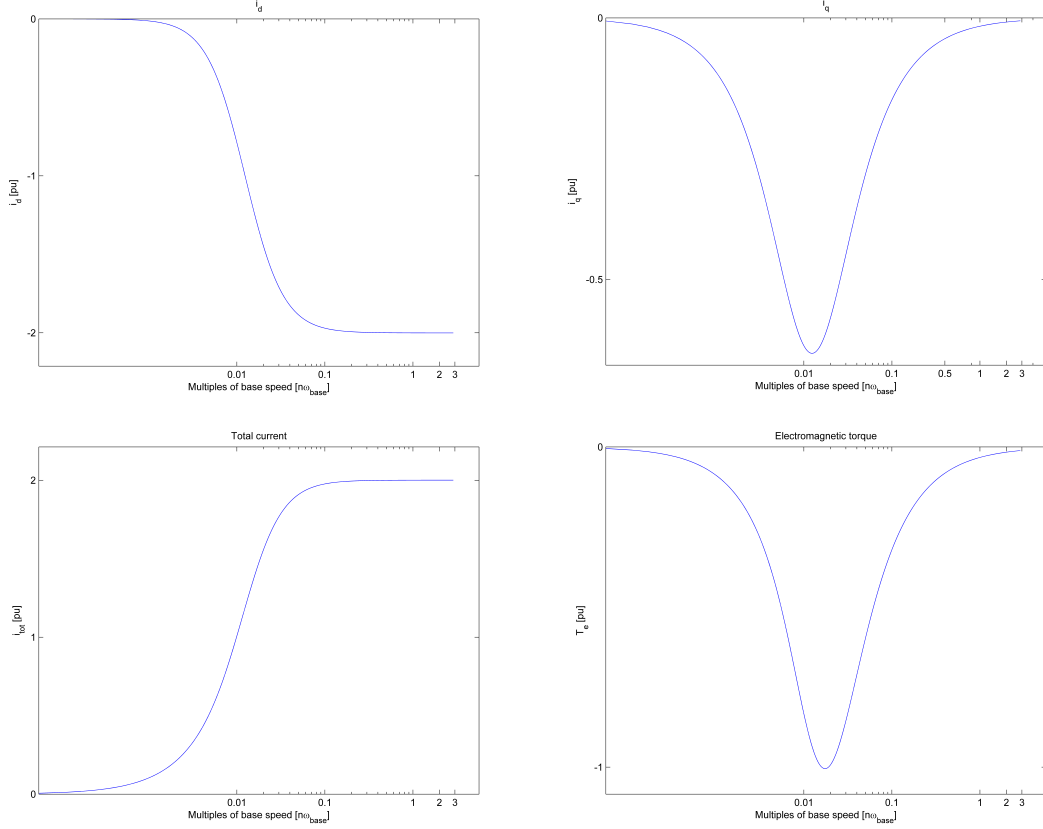 i_d
0
-1
-2
i_d [pu]
0.01 0.1 1 2 3
Multiples of base speed [nω_base]
i_q
0
-0.5
i_q [pu]
0.01 0.1 0.5 1 2 3
Multiples of base speed [nω_base]
Total current
2
1
0
i_tot [pu]
0.01 0.1 1 2 3
Multiples of base speed [nω_base]
Electromagnetic torque
0
-1
T_e [pu]
0.01 0.1 1 2 3
Multiples of base speed [nω_base]